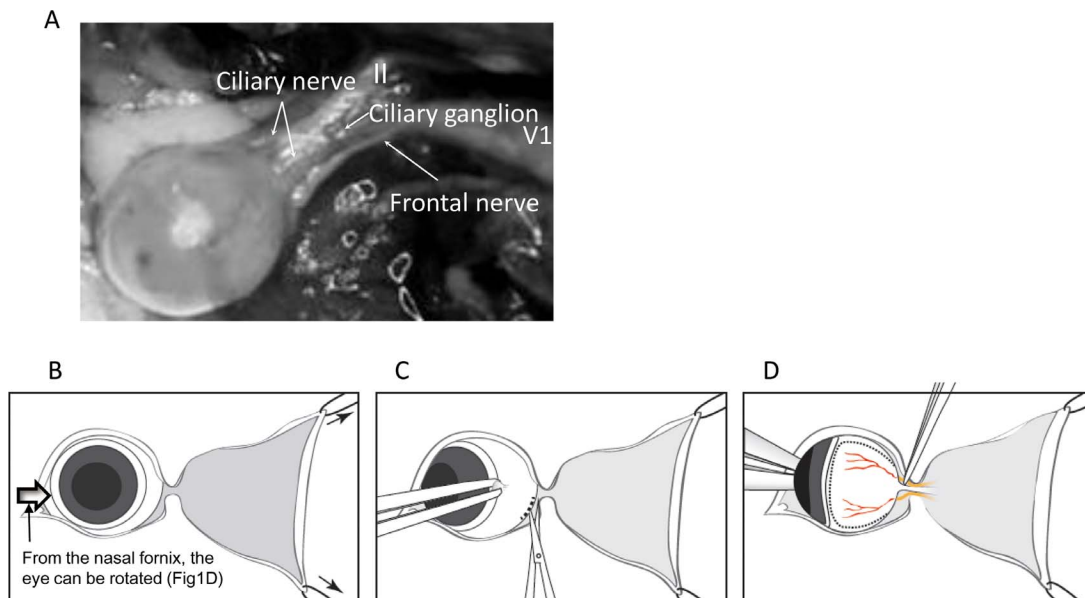 A
II
Ciliary nerve
Ciliary ganglion
V1
Frontal nerve
B
C
D
From the nasal fornix, the
eye can be rotated (Fig1D)